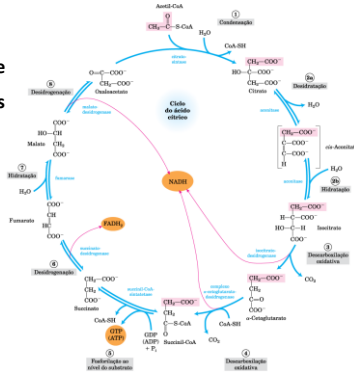 e
s
Acetil-CoA
O
CH₃—C—S-CoA
①
Condensação
H₂O
CoA-SH
citrato
sintase
O=C—COO⁻
CH₂—COO⁻
Oxaloacetato
CH₂—COO⁻
HO—C—COO⁻
CH₂—COO⁻
Citrato
2a
Desidratação
aconitase
H₂O
CH₂—COO⁻
C—COO⁻
C—COO⁻
H
cis-Aconitato
aconitase
H₂O
2b
Hidratação
CH₂—COO⁻
H—C—COO⁻
HO—C—H
COO⁻
Isocitrato
isocitrato-
desidrogenase
③
Descarboxilação
oxidativa
CO₂
CH₂—COO⁻
CH₂
C=O
COO⁻
α-Cetoglutarato
complexo
α-cetoglutarato-
desidrogenase
CoA-SH
CO₂
④
Descarboxilação
oxidativa
CH₂—COO⁻
CH₂
C—S-CoA
O
Succinil-CoA
succinil-CoA-
sintetase
CoA-SH
GTP
(ATP)
GDP
(ADP)
+ Pᵢ
⑤
Fosforilação ao
nível do substrato
COO⁻
CH₂
CH₂
COO⁻
Succinato
succinato-
desidrogenase
⑥
Desidrogenação
FADH₂
COO⁻
CH
HC
COO⁻
Fumarato
fumarase
H₂O
⑦
Hidratação
COO⁻
HO—CH
CH₂
COO⁻
Malato
malato-
desidrogenase
⑧
Desidrogenação
Ciclo
do ácido
cítrico
NADH